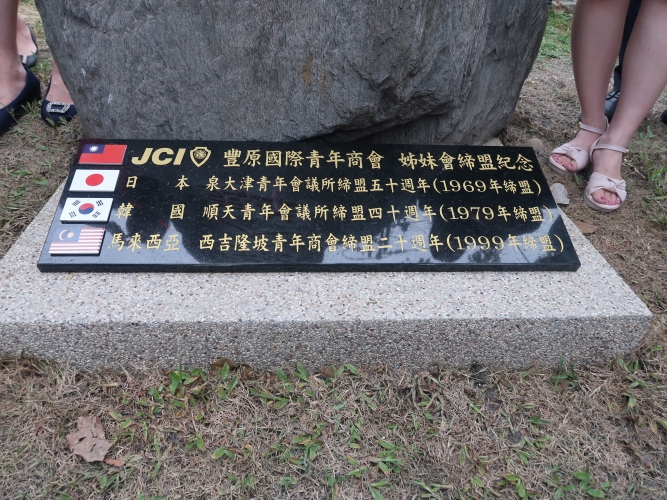 JCI 豐原國際青年商會 姊妹會締盟紀念
日本 泉大津青年會議所締盟五十週年(1969年締盟)
韓國 順天青年會議所締盟四十週年(1979年締盟)
馬來西亞 西吉隆坡青年商會締盟二十週年(1999年締盟)